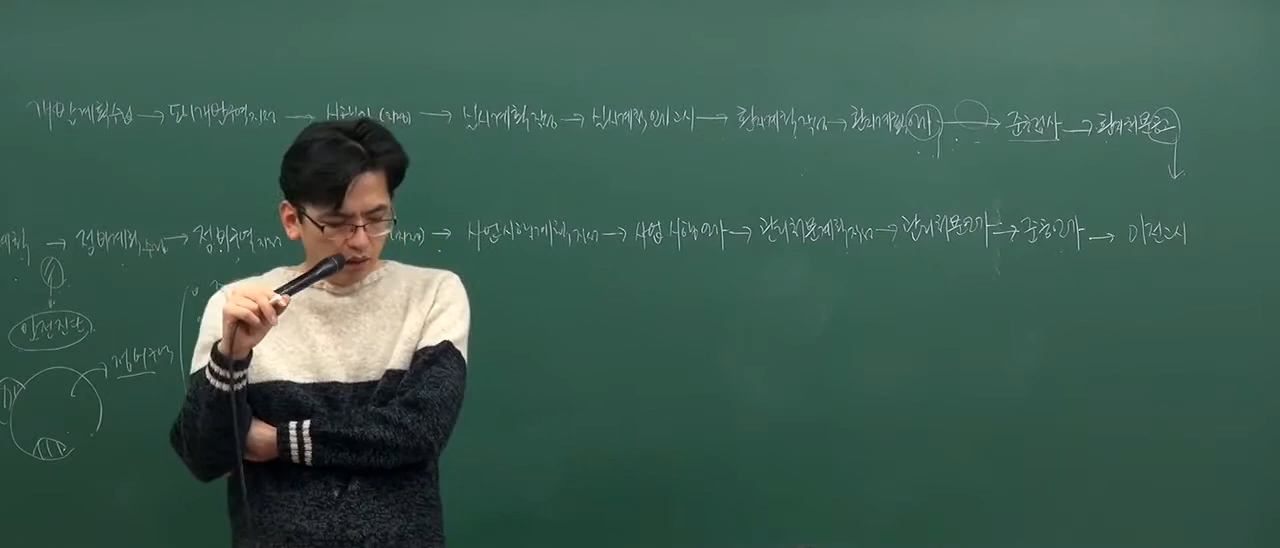 개발계획수립 → 도시개발구역지정 → 시행자 (지정) → 실시계획작성 → 실시계획인가고시 → 환지계획작성 → 환지계획인가 → 준공검사 → 환지처분공고
계획 → 정비계획수립 → 정비구역지정 → → 사업시행계획작성 → 사업시행인가 → 관리처분계획작성 → 관리처분인가 → 준공인가 → 이전고시
안전진단
정비구역